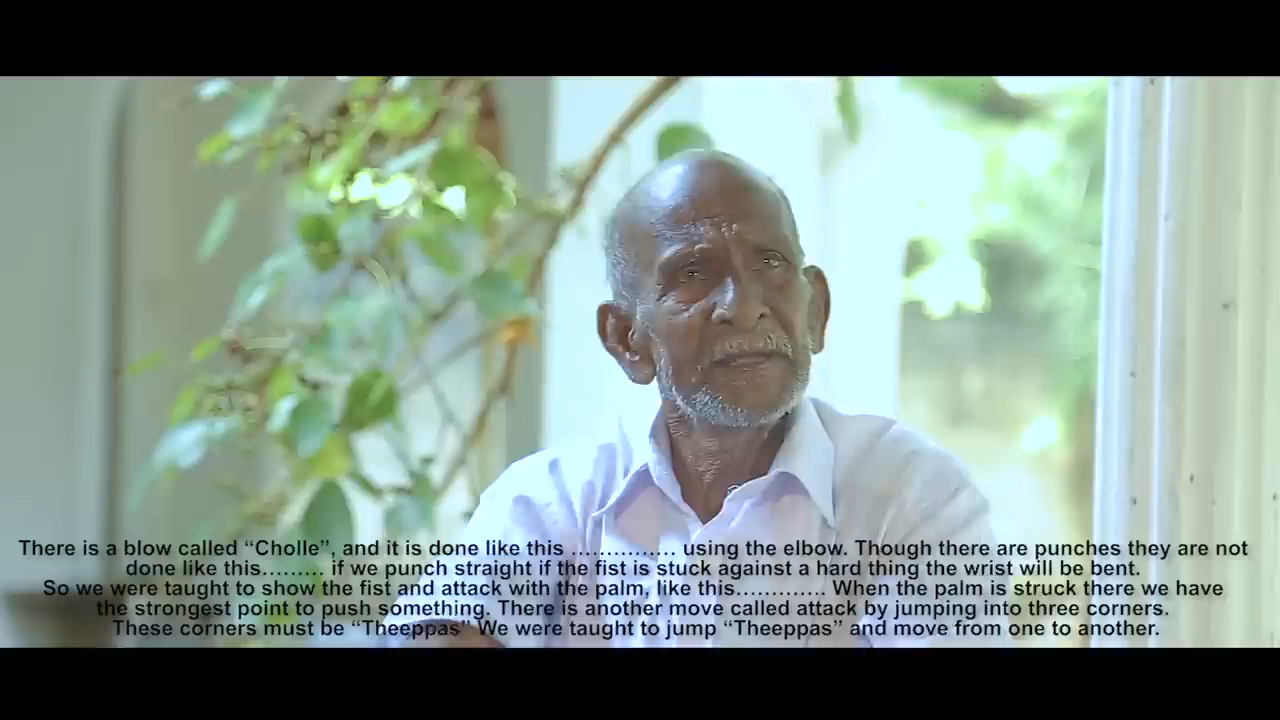 There is a blow called “Cholle”, and it is done like this …………… using the elbow. Though there are punches they are not
done like this……... if we punch straight if the fist is stuck against a hard thing the wrist will be bent.
So we were taught to show the fist and attack with the palm, like this…………. When the palm is struck there we have
the strongest point to push something. There is another move called attack by jumping into three corners.
These corners must be “Theeppas” We were taught to jump “Theeppas” and move from one to another.